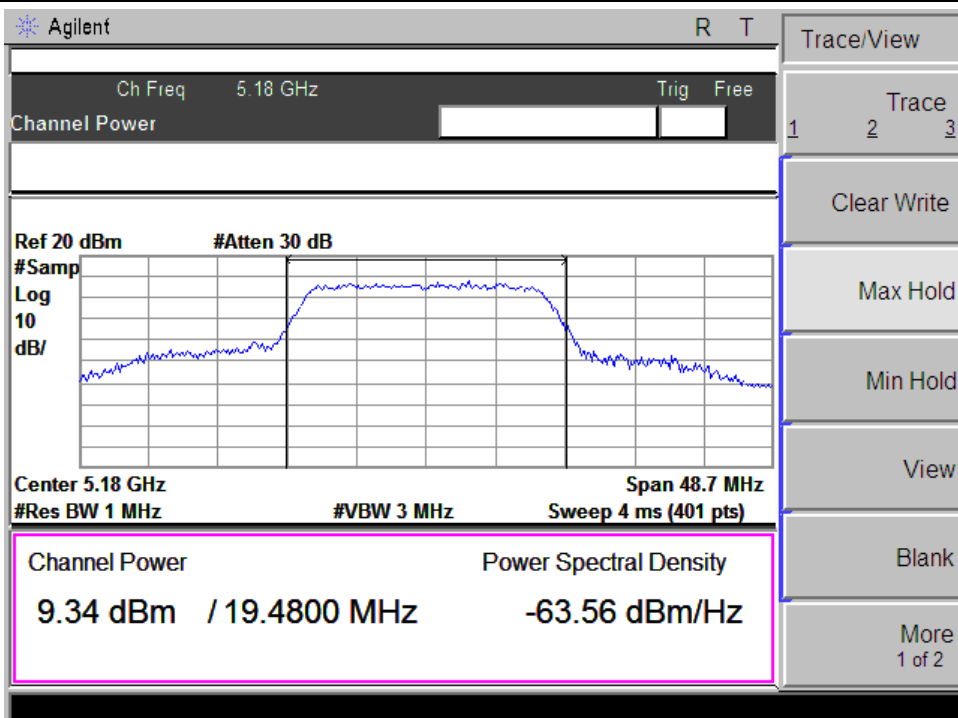 Agilent R T
Ch Freq 5.18 GHz Trig Free
Channel Power
Ref 20 dBm #Atten 30 dB
#Samp
Log
10
dB/
Center 5.18 GHz Span 48.7 MHz
#Res BW 1 MHz #VBW 3 MHz Sweep 4 ms (401 pts)
Channel Power Power Spectral Density
9.34 dBm / 19.4800 MHz -63.56 dBm/Hz
Trace/View
Trace
1 2 3
Clear Write
Max Hold
Min Hold
View
Blank
More
1 of 2